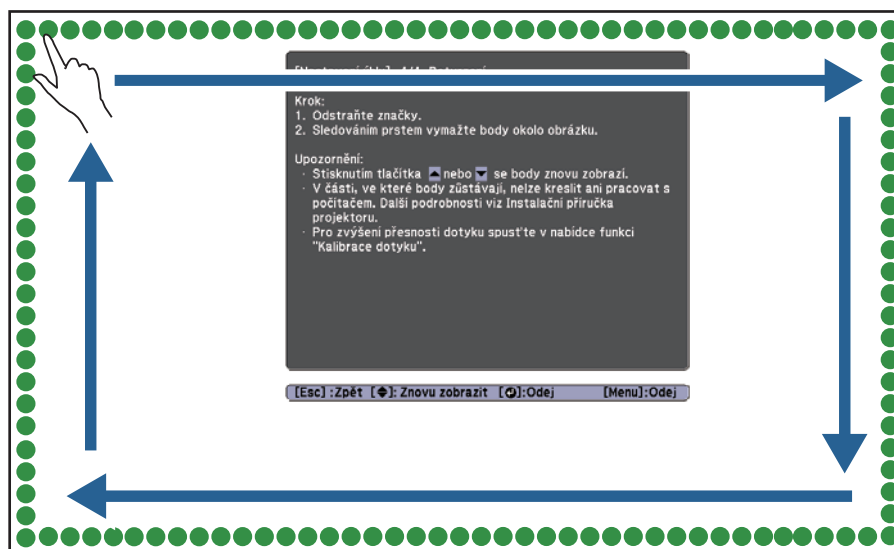 Krok:
1. Odstraňte značky.
2. Sledováním prstem vymažte body okolo obrázku.
Upozornění:
· Stisknutím tlačítka nebo se body znovu zobrazi.
· V části, ve které body zůstávají, nelze kreslit ani pracovat s
počítačem. Další podrobnosti viz Instalační příručka
projektoru.
· Pro zvýšení přesnosti dotyku spusťte v nabídce funkci
"Kalibrace dotyku".
[Esc] :Zpět [ ]: Znovu zobrazit [ ]:Odej [Menu]:Odej